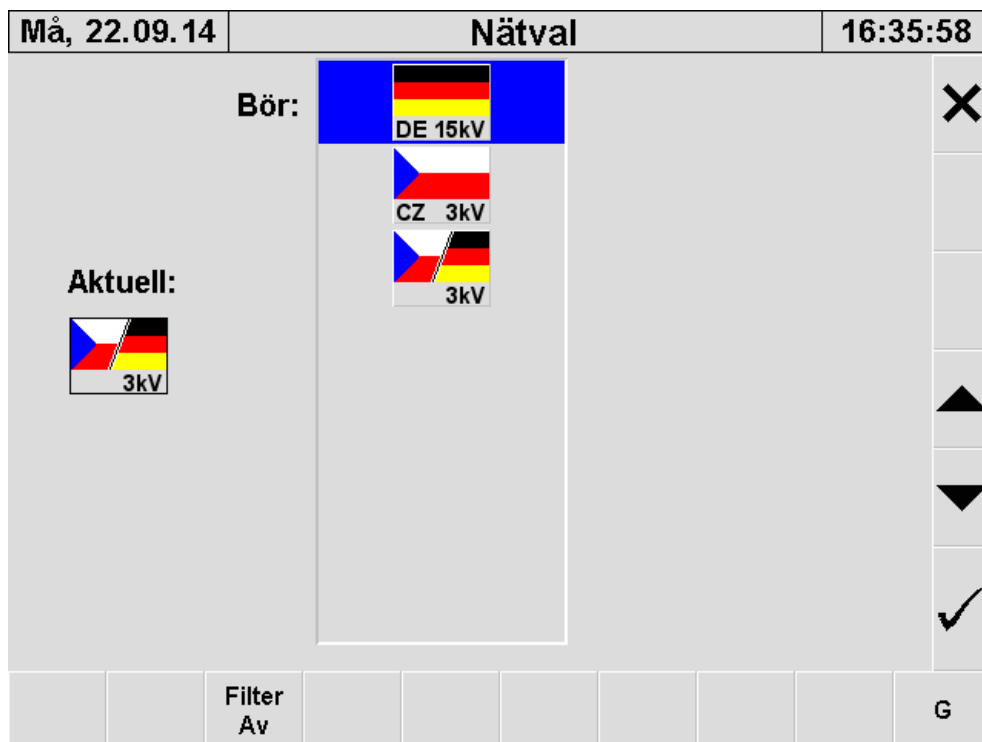 Må, 22.09.14
Nätval
16:35:58
Bör:
DE 15kV
CZ 3kV
3kV
Aktuell:
3kV
Filter
Av
G